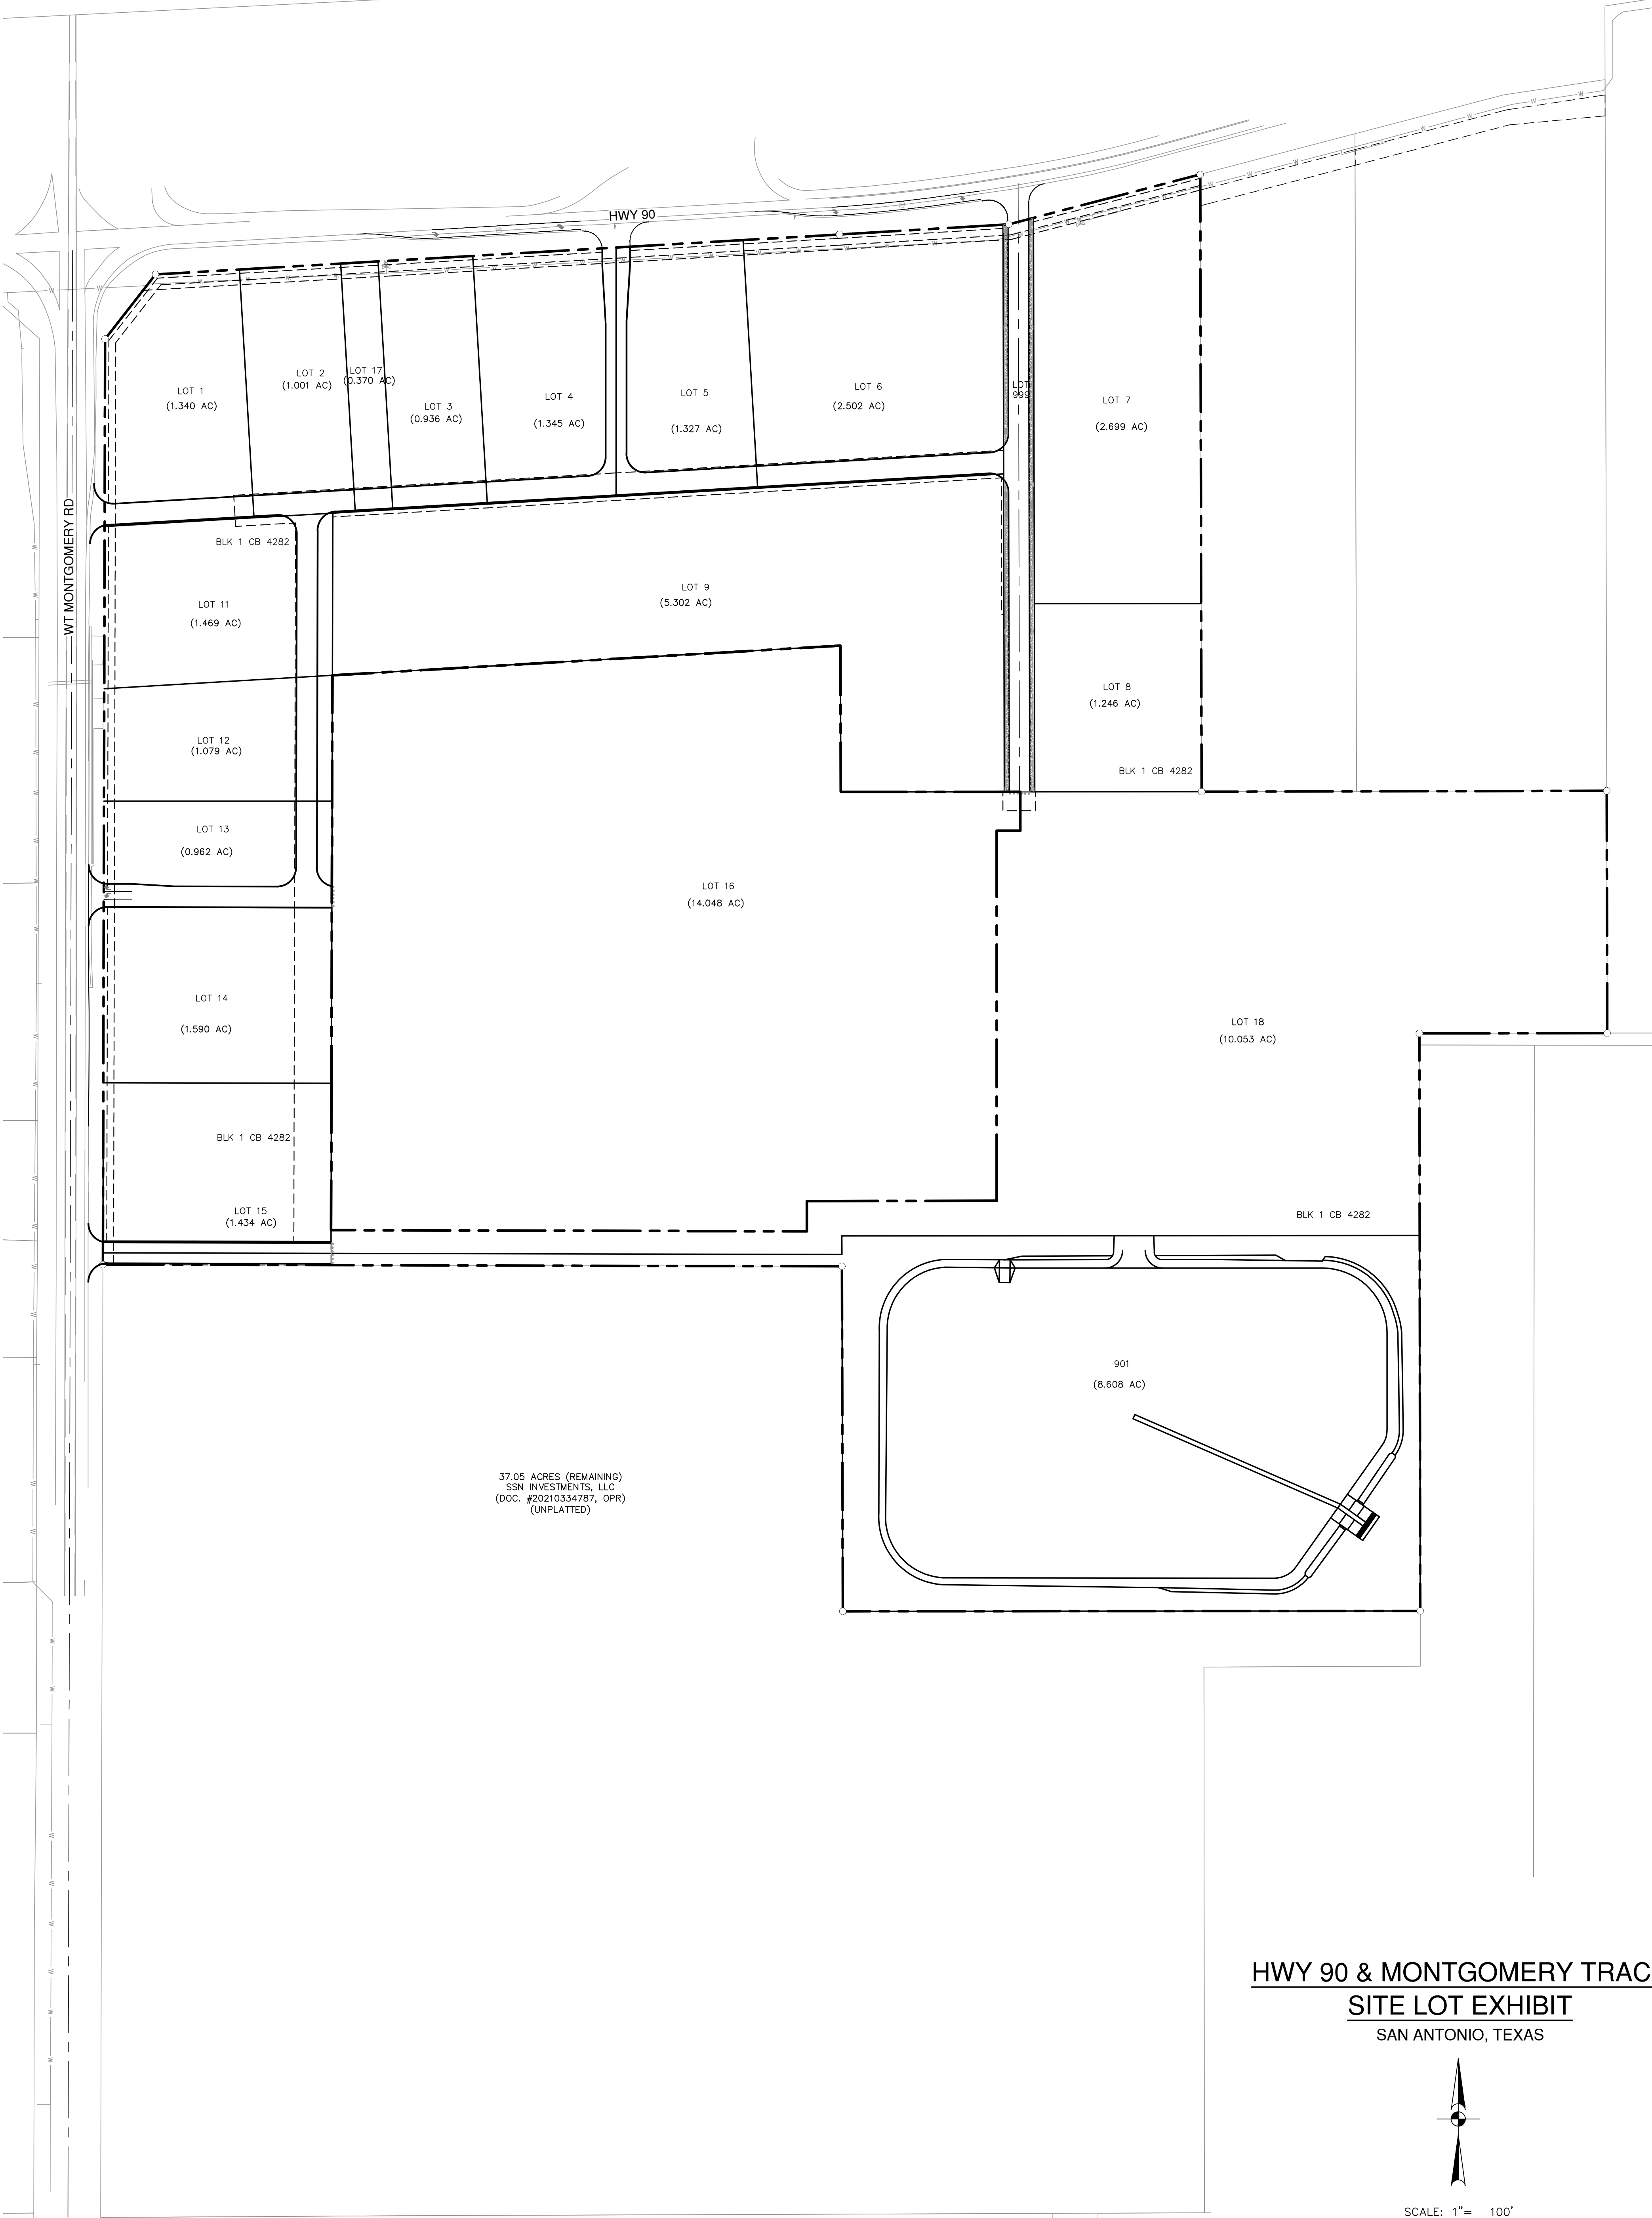 HWY 90
WT MONTGOMERY RD
LOT 1
(1.340 AC)
LOT 2
(1.001 AC)
LOT 17
(0.370 AC)
LOT 3
(0.936 AC)
LOT 4
(1.345 AC)
LOT 5
(1.327 AC)
LOT 6
(2.502 AC)
LOT
999
LOT 7
(2.699 AC)
BLK 1 CB 4282
LOT 11
(1.469 AC)
LOT 9
(5.302 AC)
LOT 8
(1.246 AC)
BLK 1 CB 4282
LOT 12
(1.079 AC)
LOT 13
(0.962 AC)
LOT 16
(14.048 AC)
LOT 14
(1.590 AC)
LOT 18
(10.053 AC)
BLK 1 CB 4282
LOT 15
(1.434 AC)
BLK 1 CB 4282
901
(8.608 AC)
37.05 ACRES (REMAINING)
SSN INVESTMENTS, LLC
(DOC. #20210334787, OPR)
(UNPLATTED)
HWY 90 & MONTGOMERY TRAC
SITE LOT EXHIBIT
SAN ANTONIO, TEXAS
SCALE: 1"= 100'